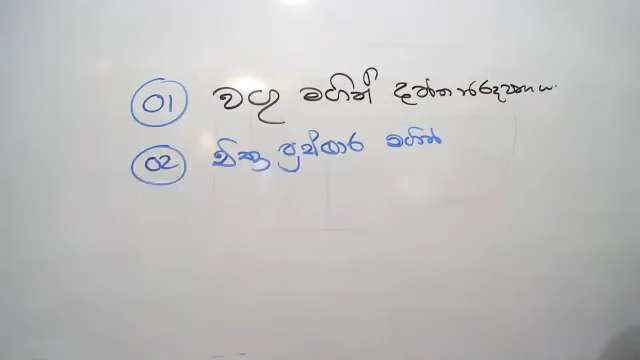 01 වගු මගින් දත්ත නිරූපණය.
02 චිත්‍ර ප්‍රස්තාර මගින්